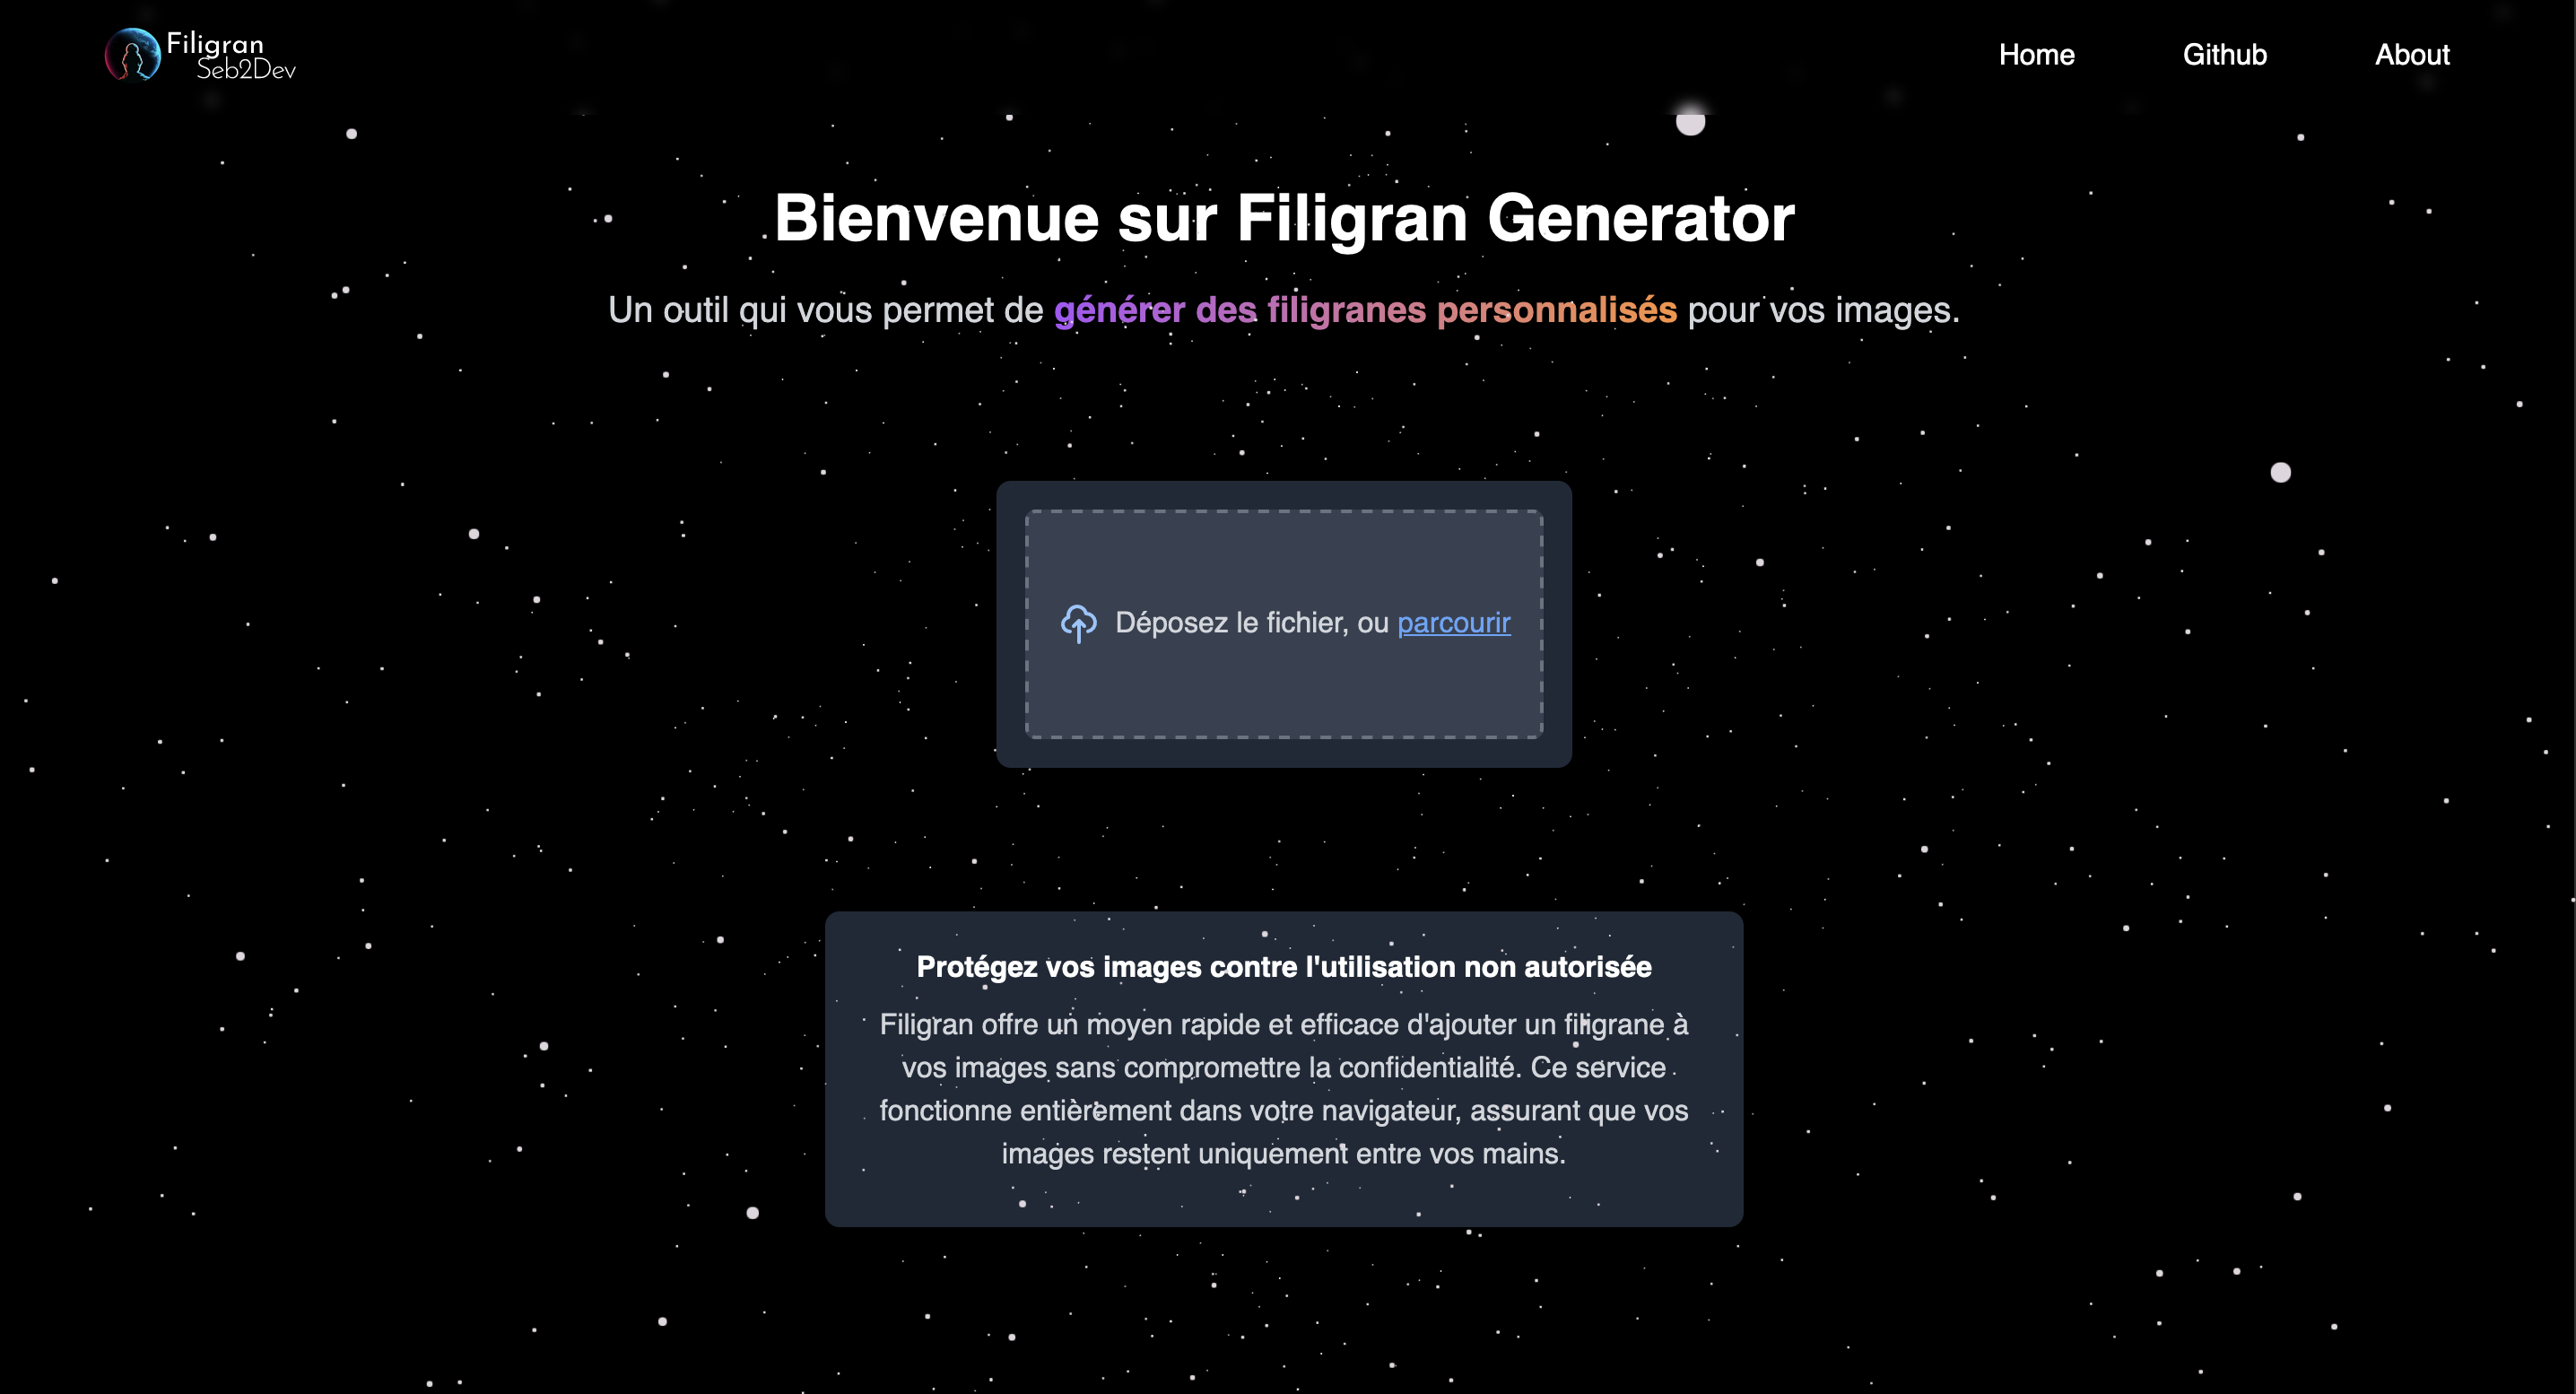 Filigran
Seb2Dev
Home
Github
About
Bienvenue sur Filigran Generator
Un outil qui vous permet de générer des filigranes personnalisés pour vos images.
Déposez le fichier, ou parcourir
Protégez vos images contre l'utilisation non autorisée
Filigran offre un moyen rapide et efficace d'ajouter un filigrane à
vos images sans compromettre la confidentialité. Ce service
fonctionne entièrement dans votre navigateur, assurant que vos
images restent uniquement entre vos mains.